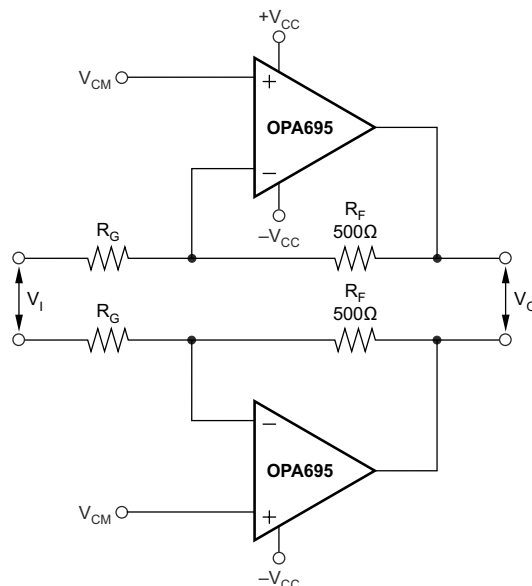 +V_CC
V_CM
+
OPA695
−
−V_CC
R_G
R_F
500Ω
V_I
V_O
R_G
R_F
500Ω
−
OPA695
V_CM
+
−V_CC